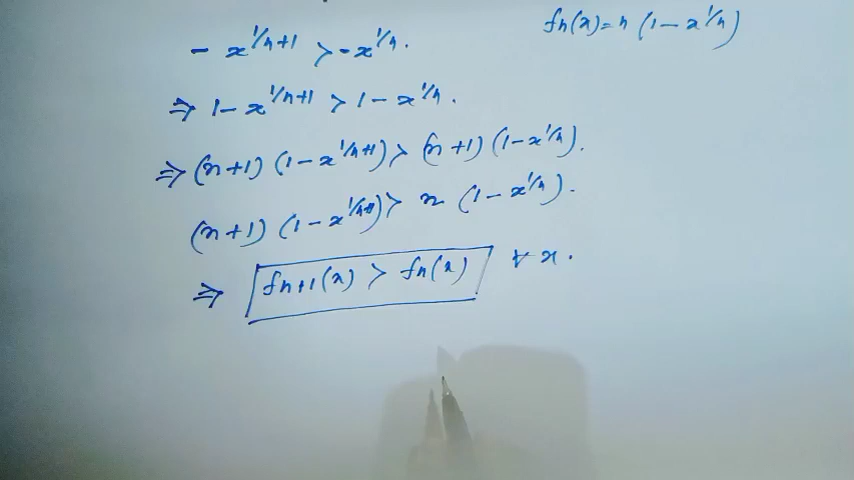 fn(x)=n (1-x^1/n)
- x^1/n+1 > -x^1/n.
⇒ 1-x^1/n+1 > 1-x^1/n.
⇒ (n+1) (1-x^1/n+1) > (n+1) (1-x^1/n).
(n+1) (1-x^1/n+1) > n (1-x^1/n).
⇒ fn+1(x) > fn(x) ∀ x.